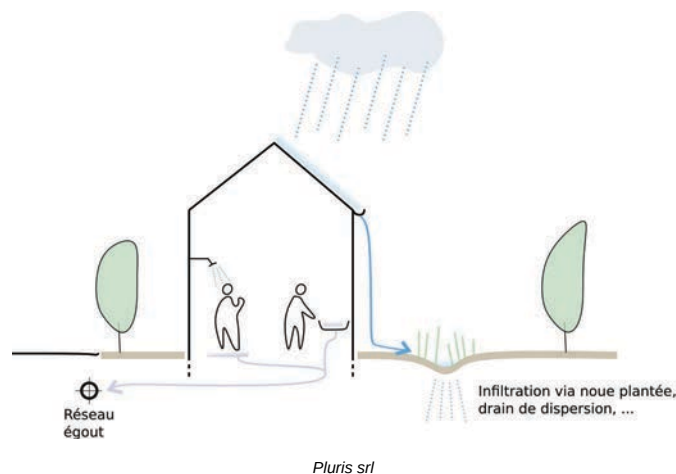 Infiltration via noue plantée,
drain de dispersion, ...
Réseau
égout
Pluris srl